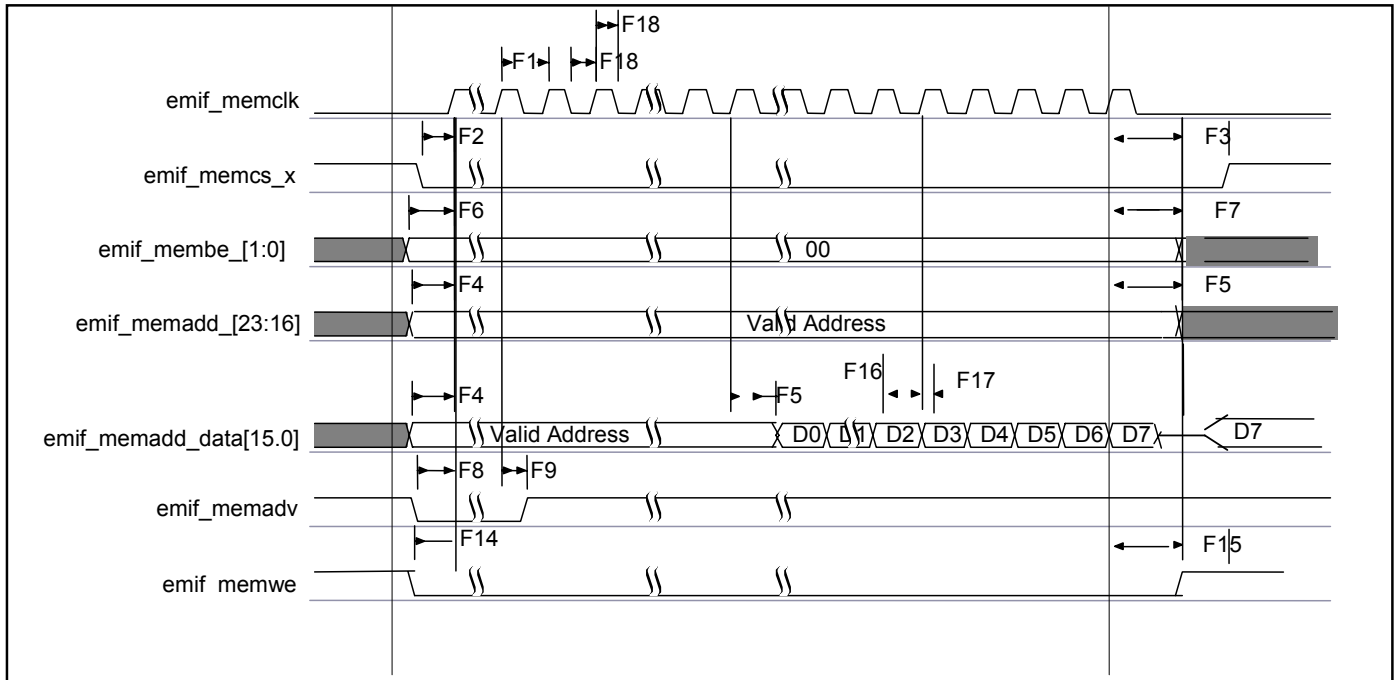 F18
F1 F18
emif_memclk
F2 F3
emif_memcs_x
F6 F7
emif_membe_[1:0] 00
F4 F5
emif_memadd_[23:16] Valid Address
F16 F17
F4 F5
emif_memadd_data[15.0] Valid Address D0 D1 D2 D3 D4 D5 D6 D7 D7
F8 F9
emif_memadv
F14 F15
emif memwe